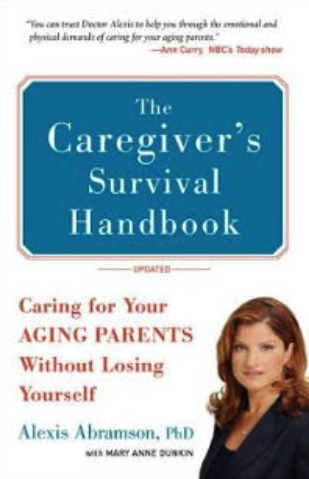 "You can trust Doctor Alexis to help you through the emotional and
physical demands of caring for your aging parents."
—Ann Curry, NBC's Today show
The
Caregiver's
Survival
Handbook
UPDATED
Caring for Your
AGING PARENTS
Without Losing
Yourself
Alexis Abramson, PhD
with MARY ANNE DUNKIN